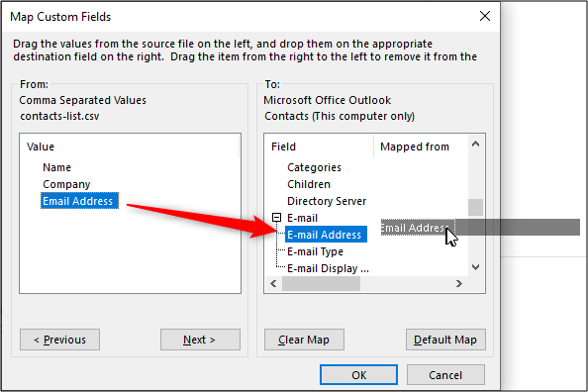 Map Custom Fields
Drag the values from the source file on the left, and drop them on the appropriate
destination field on the right. Drag the item from the right to the left to remove it from the
From:
Comma Separated Values
contacts-list.csv
Value
Name
Company
Email Address
< Previous
Next >
To:
Microsoft Office Outlook
Contacts (This computer only)
Field Mapped from
Categories
Children
Directory Server
E-mail
E-mail Address Email Address
E-mail Type
E-mail Display ...
Clear Map
Default Map
OK
Cancel